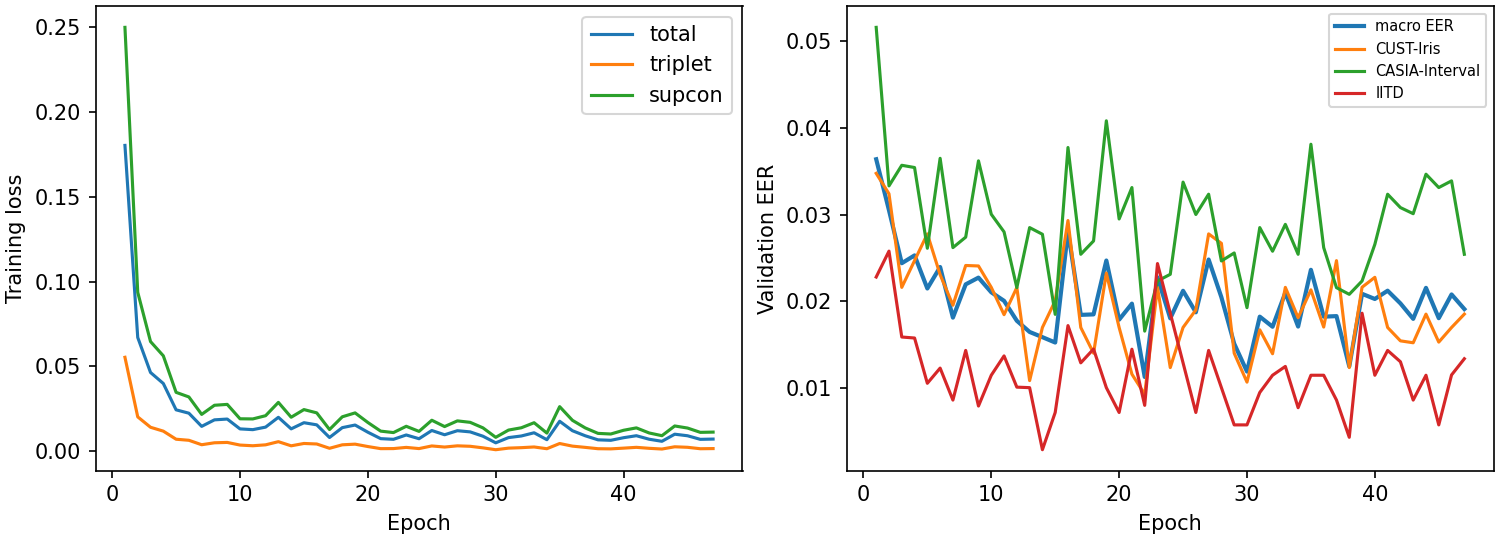 0.25
0.20
0.15
0.10
0.05
0.00
Training loss
0
10
20
30
40
Epoch
total
triplet
supcon
0.05
0.04
0.03
0.02
0.01
Validation EER
0
10
20
30
40
Epoch
macro EER
CUST-Iris
CASIA-Interval
IITD